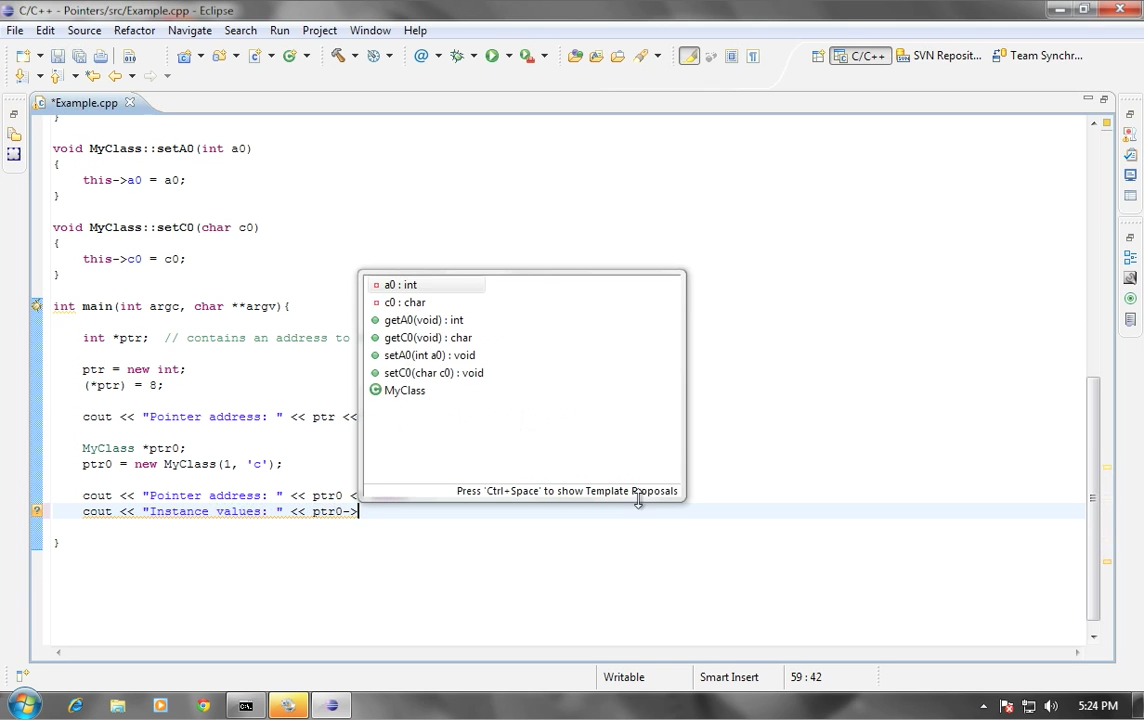 C/C++ - Pointers/src/Example.cpp - Eclipse
File Edit Source Refactor Navigate Search Run Project Window Help
C/C++ SVN Reposit... Team Synchr...
*Example.cpp
}
void MyClass::setA0(int a0)
{
this->a0 = a0;
}
void MyClass::setC0(char c0)
{
this->c0 = c0;
}
int main(int argc, char **argv){
int *ptr;  // contains an address to
ptr = new int;
(*ptr) = 8;
cout << "Pointer address: " << ptr <<
MyClass *ptr0;
ptr0 = new MyClass(1, 'c');
cout << "Pointer address: " << ptr0 <
cout << "Instance values: " << ptr0->
}
a0 : int
c0 : char
getA0(void) : int
getC0(void) : char
setA0(int a0) : void
setC0(char c0) : void
MyClass
Press 'Ctrl+Space' to show Template Proposals
Writable Smart Insert 59 : 42
5:24 PM